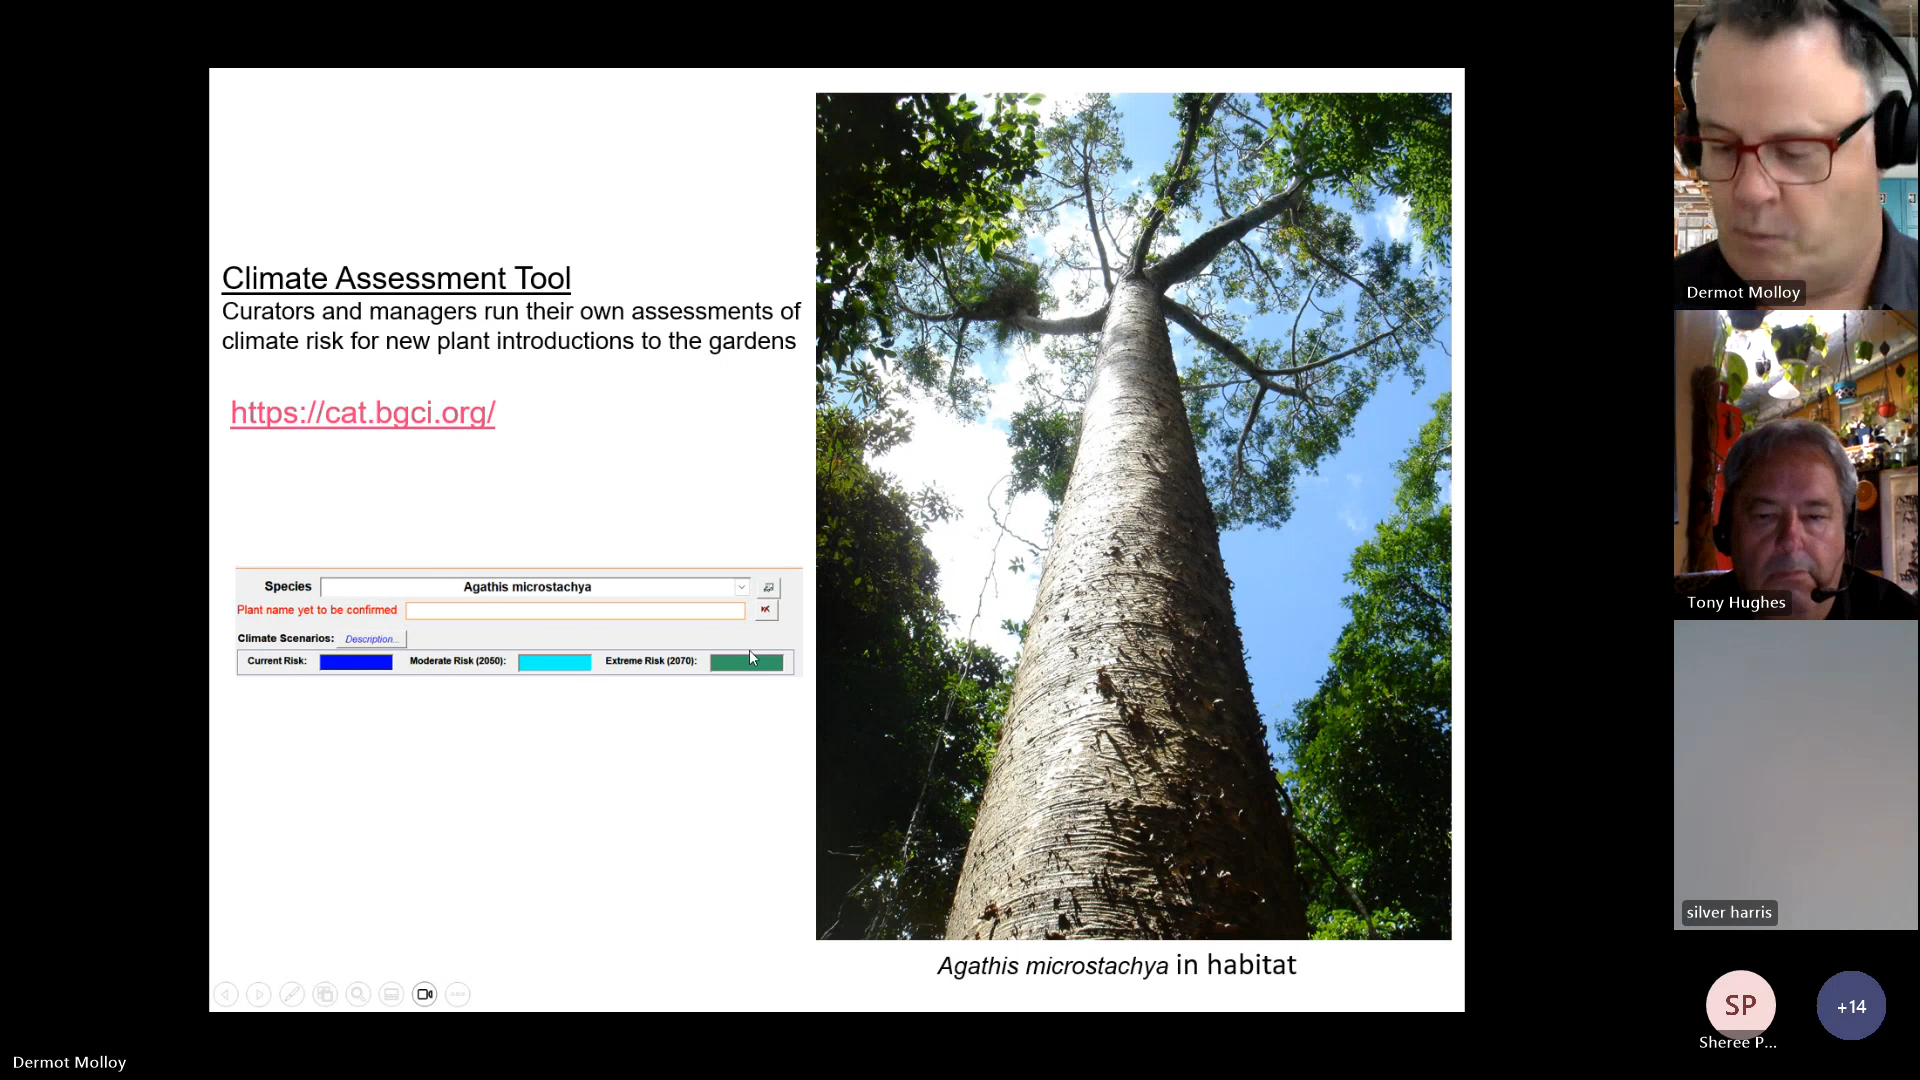 Climate Assessment Tool
Curators and managers run their own assessments of
climate risk for new plant introductions to the gardens
https://cat.bgci.org/
Species Agathis microstachya
Plant name yet to be confirmed
Climate Scenarios: Description...
Current Risk: Moderate Risk (2050): Extreme Risk (2070):
Agathis microstachya in habitat
Dermot Molloy
Tony Hughes
silver harris
SP
+14
Sheree P...
Dermot Molloy